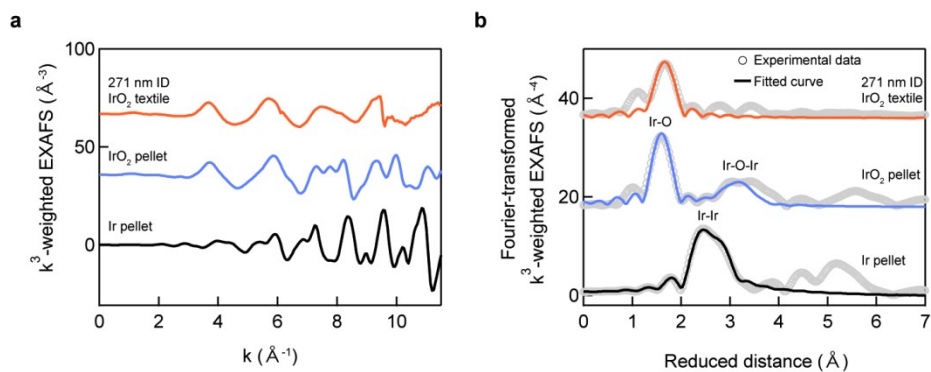 a
k³-weighted EXAFS (Å⁻³)
100
50
0
271 nm ID
IrO₂ textile
IrO₂ pellet
Ir pellet
0 2 4 6 8 10
k (Å⁻¹)
b
Fourier-transformed
k³-weighted EXAFS (Å⁻⁴)
40
20
0
Experimental data
Fitted curve
271 nm ID
IrO₂ textile
Ir-O
IrO₂ pellet
Ir-O-Ir
Ir-Ir
Ir pellet
0 1 2 3 4 5 6 7
Reduced distance (Å)